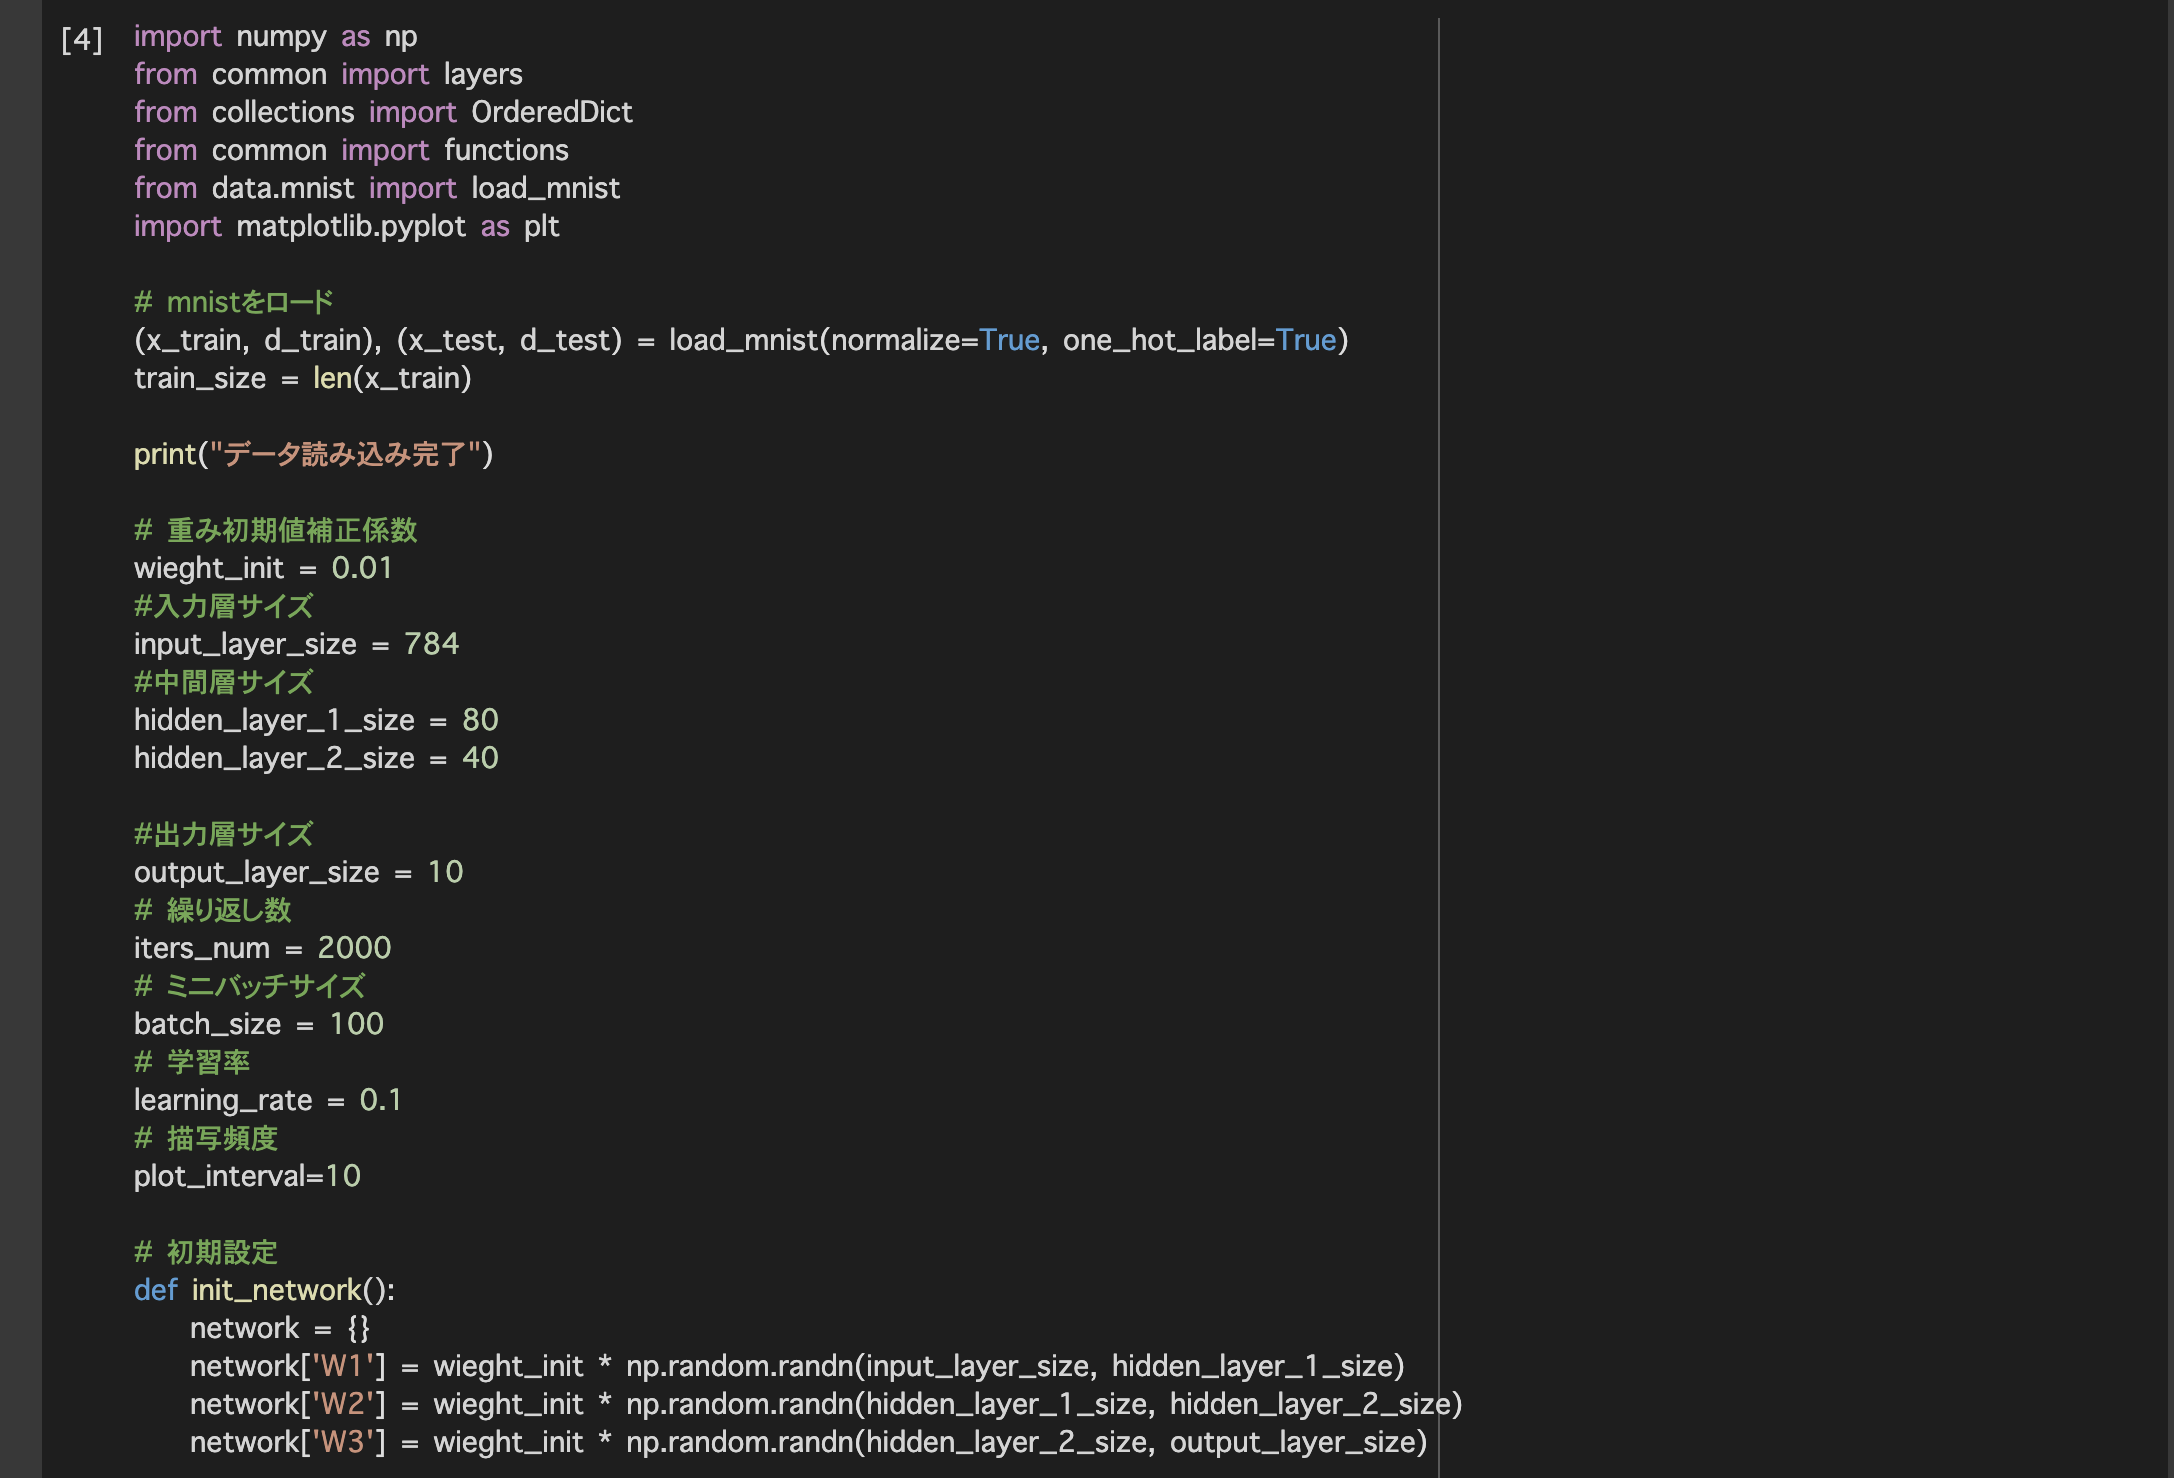 [4]
import numpy as np
from common import layers
from collections import OrderedDict
from common import functions
from data.mnist import load_mnist
import matplotlib.pyplot as plt
# mnistをロード
(x_train, d_train), (x_test, d_test) = load_mnist(normalize=True, one_hot_label=True)
train_size = len(x_train)
print("データ読み込み完了")
# 重み初期値補正係数
wieght_init = 0.01
#入力層サイズ
input_layer_size = 784
#中間層サイズ
hidden_layer_1_size = 80
hidden_layer_2_size = 40
#出力層サイズ
output_layer_size = 10
# 繰り返し数
iters_num = 2000
# ミニバッチサイズ
batch_size = 100
# 学習率
learning_rate = 0.1
# 描写頻度
plot_interval=10
# 初期設定
def init_network():
    network = {}
    network['W1'] = wieght_init * np.random.randn(input_layer_size, hidden_layer_1_size)
    network['W2'] = wieght_init * np.random.randn(hidden_layer_1_size, hidden_layer_2_size)
    network['W3'] = wieght_init * np.random.randn(hidden_layer_2_size, output_layer_size)